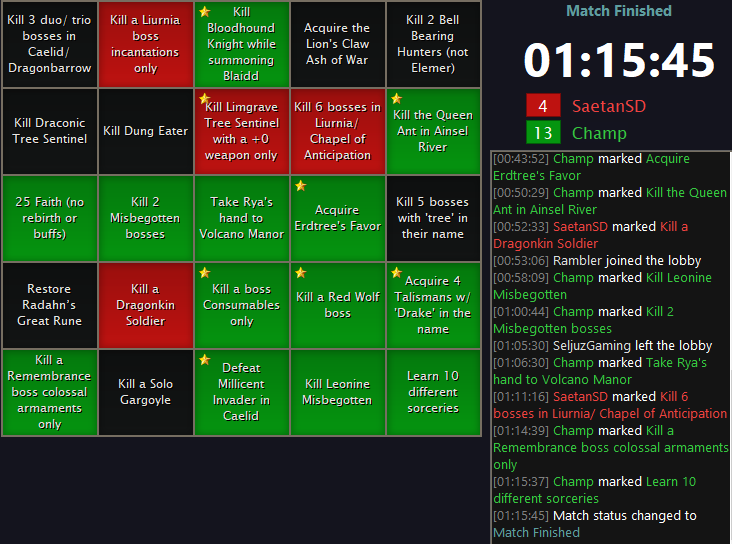 Kill 3 duo/ trio
bosses in
Caelid/
Dragonbarrow
Kill a Liurnia
boss
incantations
only
Kill
Bloodhound
Knight while
summoning
Blaidd
Acquire the
Lion's Claw
Ash of War
Kill 2 Bell
Bearing
Hunters (not
Elemer)
Kill Draconic
Tree Sentinel
Kill Dung Eater
Kill Limgrave
Tree Sentinel
with a +0
weapon only
Kill 6 bosses in
Liurnia/
Chapel of
Anticipation
Kill the Queen
Ant in Ainsel
River
25 Faith (no
rebirth or
buffs)
Kill 2
Misbegotten
bosses
Take Rya's
hand to
Volcano Manor
Acquire
Erdtree's Favor
Kill 5 bosses
with 'tree' in
their name
Restore
Radahn's
Great Rune
Kill a
Dragonkin
Soldier
Kill a boss
Consumables
only
Kill a Red Wolf
boss
Acquire 4
Talismans w/
'Drake' in the
name
Kill a
Remembrance
boss colossal
armaments
only
Kill a Solo
Gargoyle
Defeat
Millicent
Invader in
Caelid
Kill Leonine
Misbegotten
Learn 10
different
sorceries
Match Finished
01:15:45
4 SaetanSD
13 Champ
[00:43:52] Champ marked Acquire
Erdtree's Favor
[00:50:29] Champ marked Kill the Queen
Ant in Ainsel River
[00:52:33] SaetanSD marked Kill a
Dragonkin Soldier
[00:53:06] Rambler joined the lobby
[00:58:09] Champ marked Kill Leonine
Misbegotten
[01:00:44] Champ marked Kill 2
Misbegotten bosses
[01:05:30] SeljuzGaming left the lobby
[01:06:30] Champ marked Take Rya's
hand to Volcano Manor
[01:11:16] SaetanSD marked Kill 6
bosses in Liurnia/ Chapel of Anticipation
[01:14:39] Champ marked Kill a
Remembrance boss colossal armaments
only
[01:15:37] Champ marked Learn 10
different sorceries
[01:15:45] Match status changed to
Match Finished